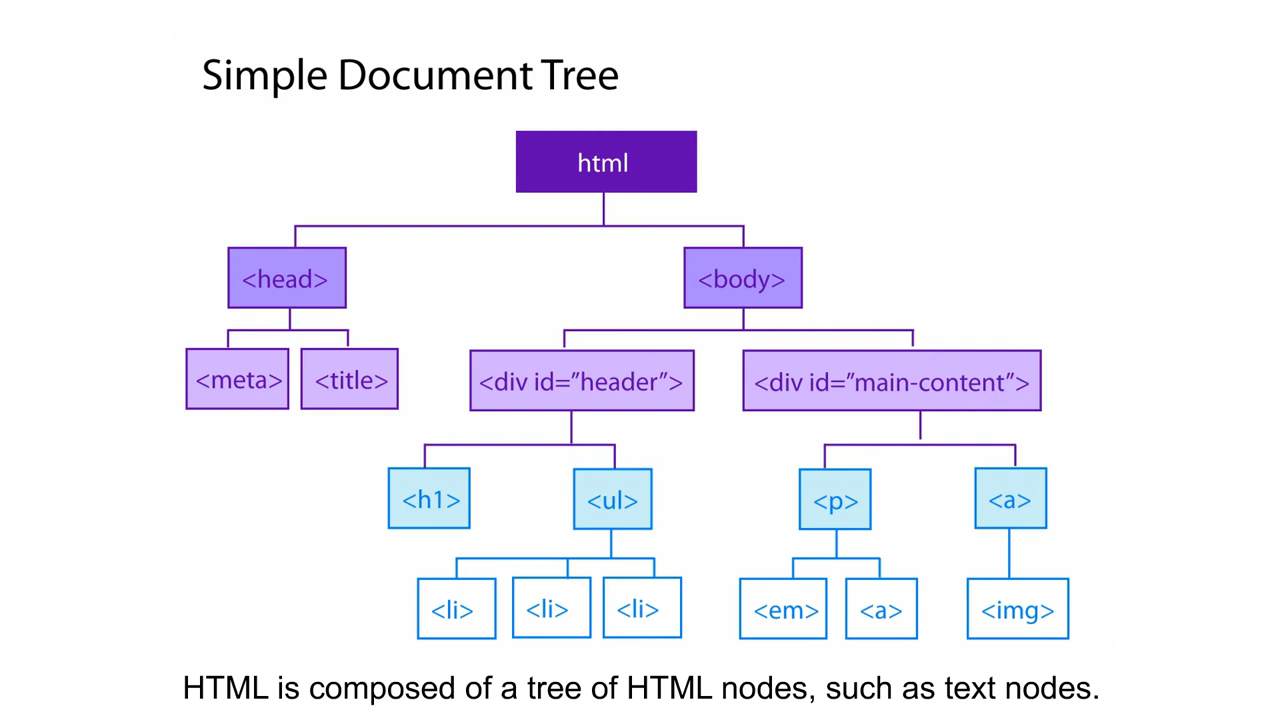 Simple Document Tree
html
<head>
<body>
<meta>
<title>
<div id=”header”>
<div id=”main-content”>
<h1>
<ul>
<p>
<a>
<li>
<li>
<li>
<em>
<a>
<img>
HTML is composed of a tree of HTML nodes, such as text nodes.